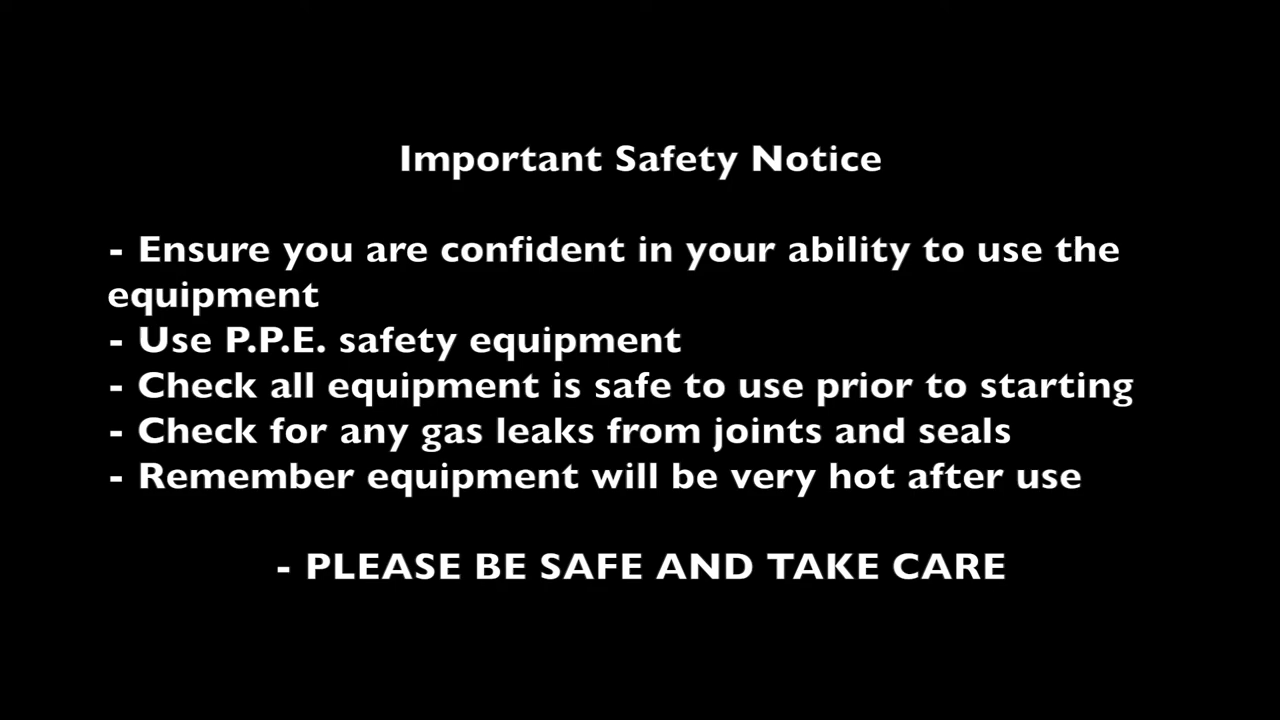 Important Safety Notice
- Ensure you are confident in your ability to use the
equipment
- Use P.P.E. safety equipment
- Check all equipment is safe to use prior to starting
- Check for any gas leaks from joints and seals
- Remember equipment will be very hot after use
- PLEASE BE SAFE AND TAKE CARE